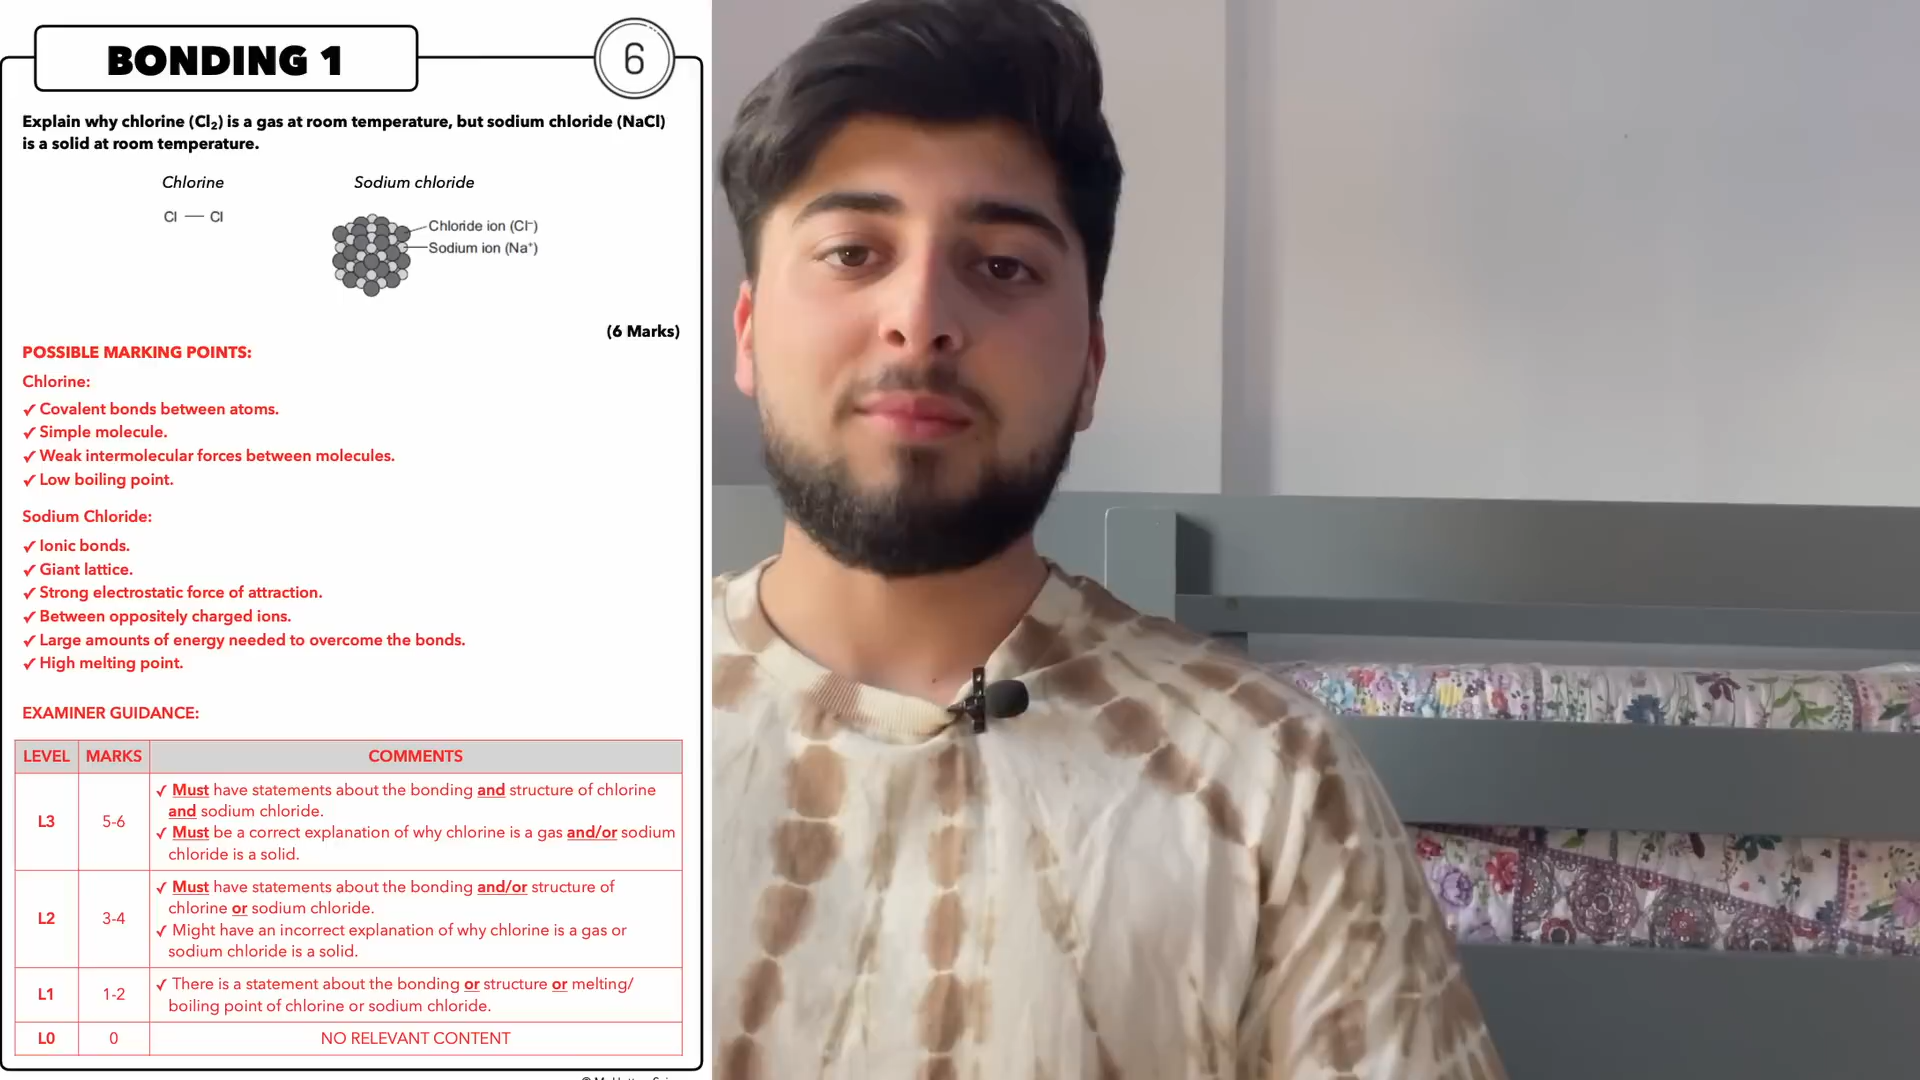 BONDING 1
6
Explain why chlorine (Cl₂) is a gas at room temperature, but sodium chloride (NaCl)
is a solid at room temperature.
Chlorine
Sodium chloride
Cl — Cl
Chloride ion (Cl⁻)
Sodium ion (Na⁺)
(6 Marks)
POSSIBLE MARKING POINTS:
Chlorine:
✓ Covalent bonds between atoms.
✓ Simple molecule.
✓ Weak intermolecular forces between molecules.
✓ Low boiling point.
Sodium Chloride:
✓ Ionic bonds.
✓ Giant lattice.
✓ Strong electrostatic force of attraction.
✓ Between oppositely charged ions.
✓ Large amounts of energy needed to overcome the bonds.
✓ High melting point.
EXAMINER GUIDANCE:
LEVEL MARKS COMMENTS
L3 5-6
✓ Must have statements about the bonding and structure of chlorine
and sodium chloride.
✓ Must be a correct explanation of why chlorine is a gas and/or sodium
chloride is a solid.
L2 3-4
✓ Must have statements about the bonding and/or structure of
chlorine or sodium chloride.
✓ Might have an incorrect explanation of why chlorine is a gas or
sodium chloride is a solid.
L1 1-2
✓ There is a statement about the bonding or structure or melting/
boiling point of chlorine or sodium chloride.
L0 0 NO RELEVANT CONTENT